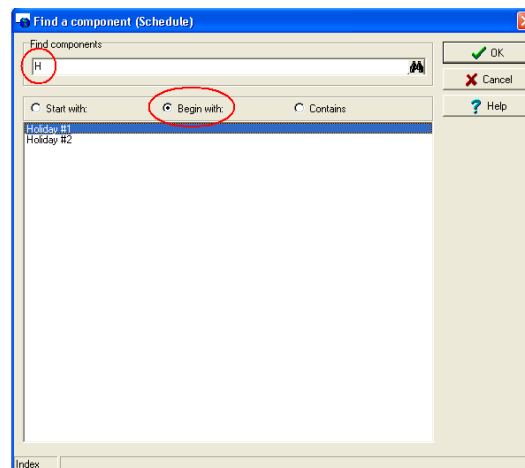 Find a component (Schedule)
Find components
H
OK
Cancel
Help
Start with:
Begin with:
Contains
Holiday #1
Holiday #2
Index